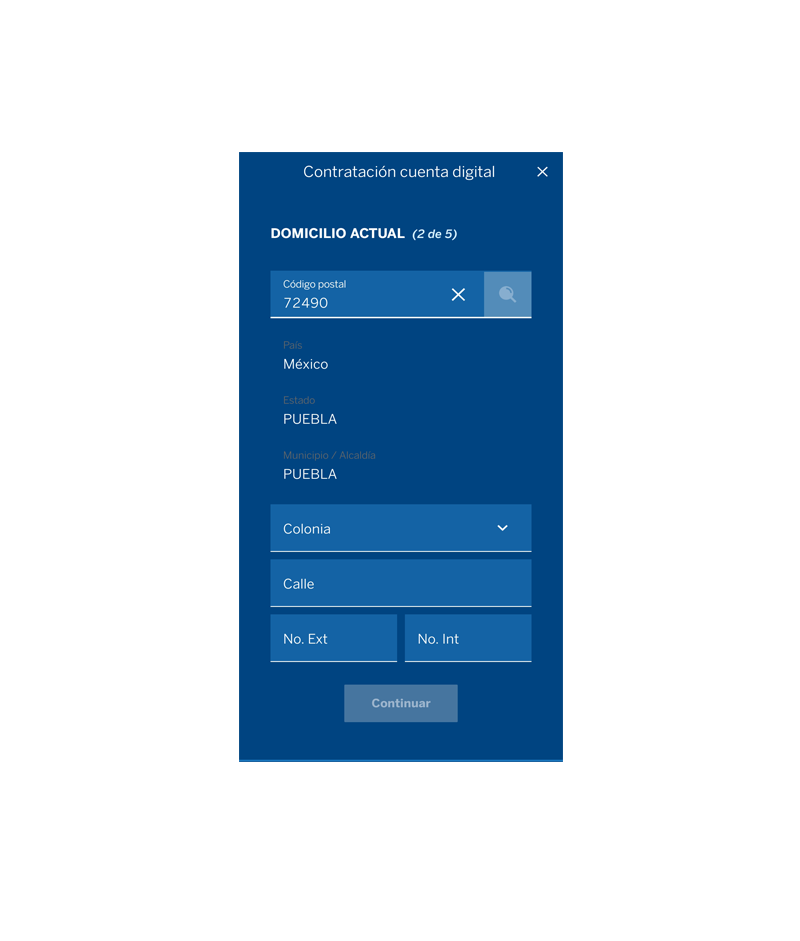 Contratación cuenta digital
DOMICILIO ACTUAL (2 de 5)
Código postal
72490
País
México
Estado
PUEBLA
Municipio / Alcaldía
PUEBLA
Colonia
Calle
No. Ext
No. Int
Continuar